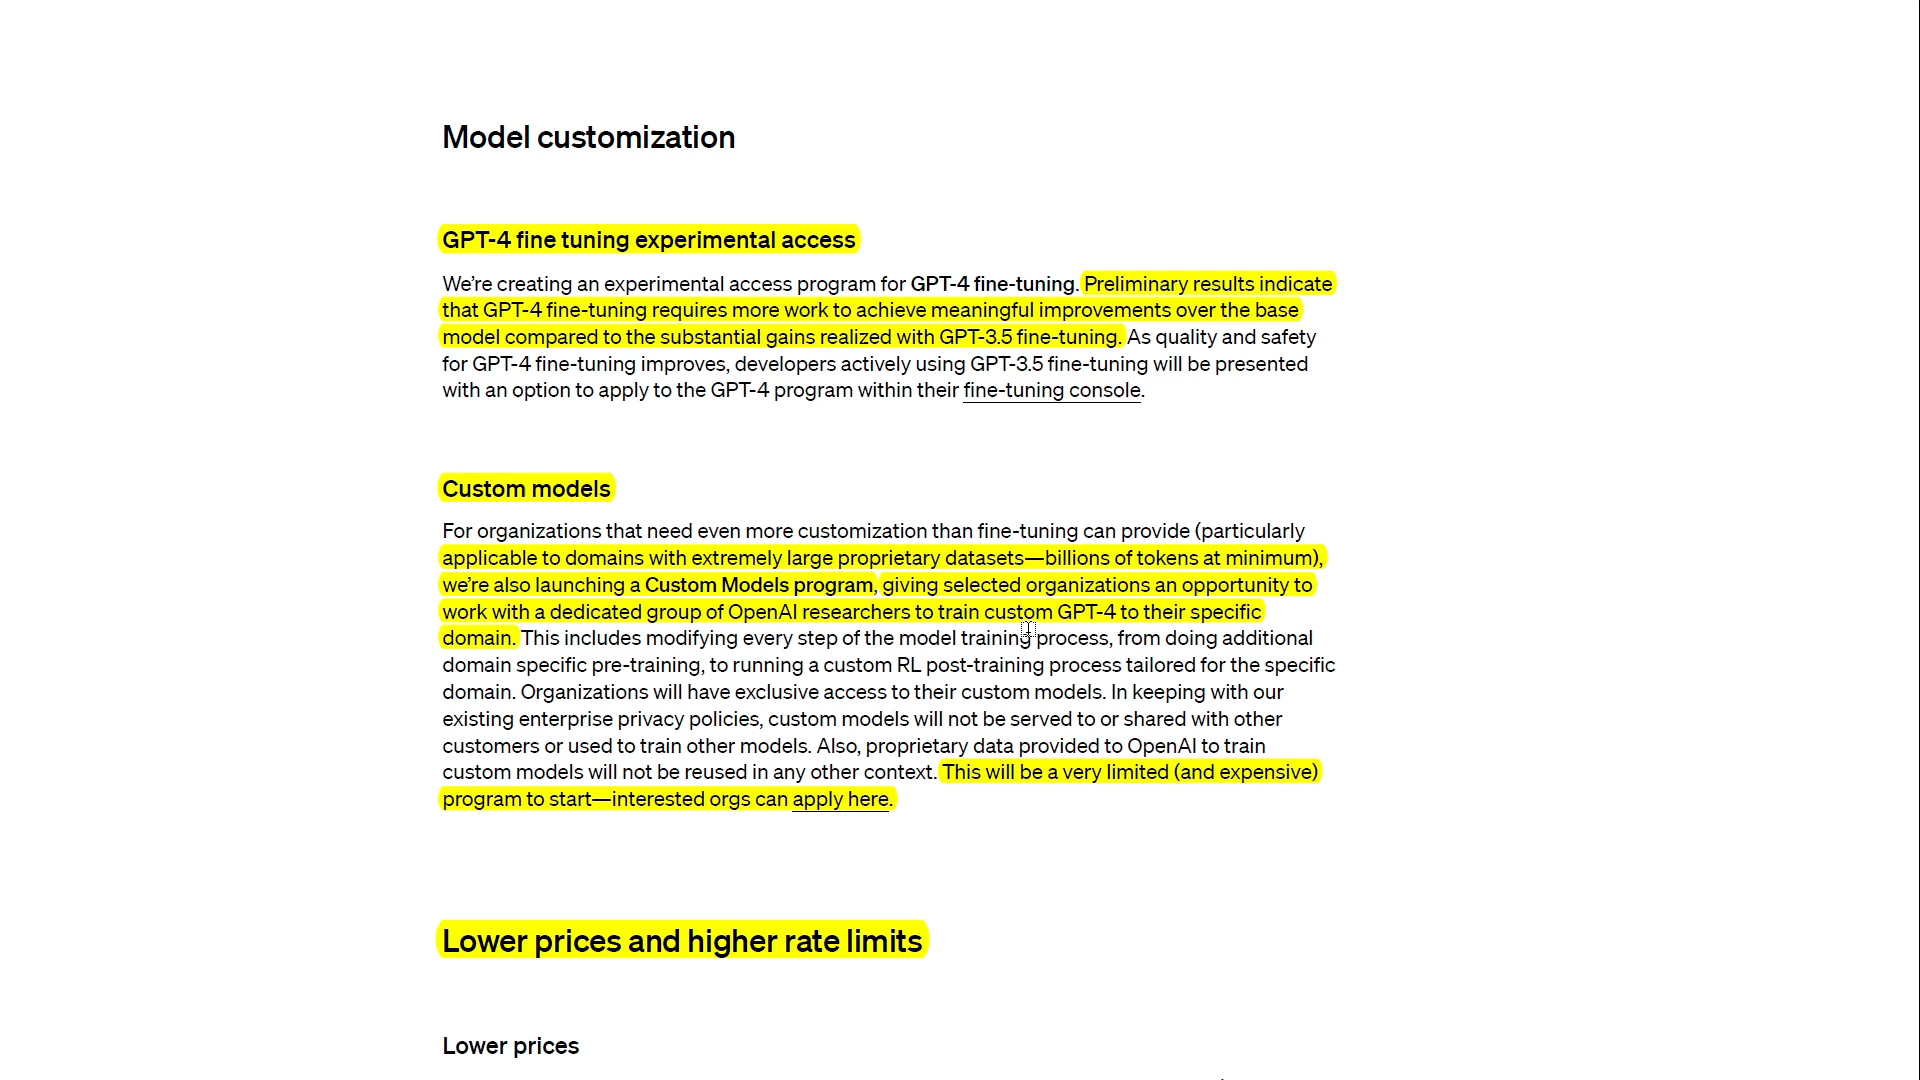 Model customization
GPT-4 fine tuning experimental access
We’re creating an experimental access program for GPT-4 fine-tuning. Preliminary results indicate
that GPT-4 fine-tuning requires more work to achieve meaningful improvements over the base
model compared to the substantial gains realized with GPT-3.5 fine-tuning. As quality and safety
for GPT-4 fine-tuning improves, developers actively using GPT-3.5 fine-tuning will be presented
with an option to apply to the GPT-4 program within their fine-tuning console.
Custom models
For organizations that need even more customization than fine-tuning can provide (particularly
applicable to domains with extremely large proprietary datasets—billions of tokens at minimum),
we’re also launching a Custom Models program, giving selected organizations an opportunity to
work with a dedicated group of OpenAI researchers to train custom GPT-4 to their specific
domain. This includes modifying every step of the model training process, from doing additional
domain specific pre-training, to running a custom RL post-training process tailored for the specific
domain. Organizations will have exclusive access to their custom models. In keeping with our
existing enterprise privacy policies, custom models will not be served to or shared with other
customers or used to train other models. Also, proprietary data provided to OpenAI to train
custom models will not be reused in any other context. This will be a very limited (and expensive)
program to start—interested orgs can apply here.
Lower prices and higher rate limits
Lower prices